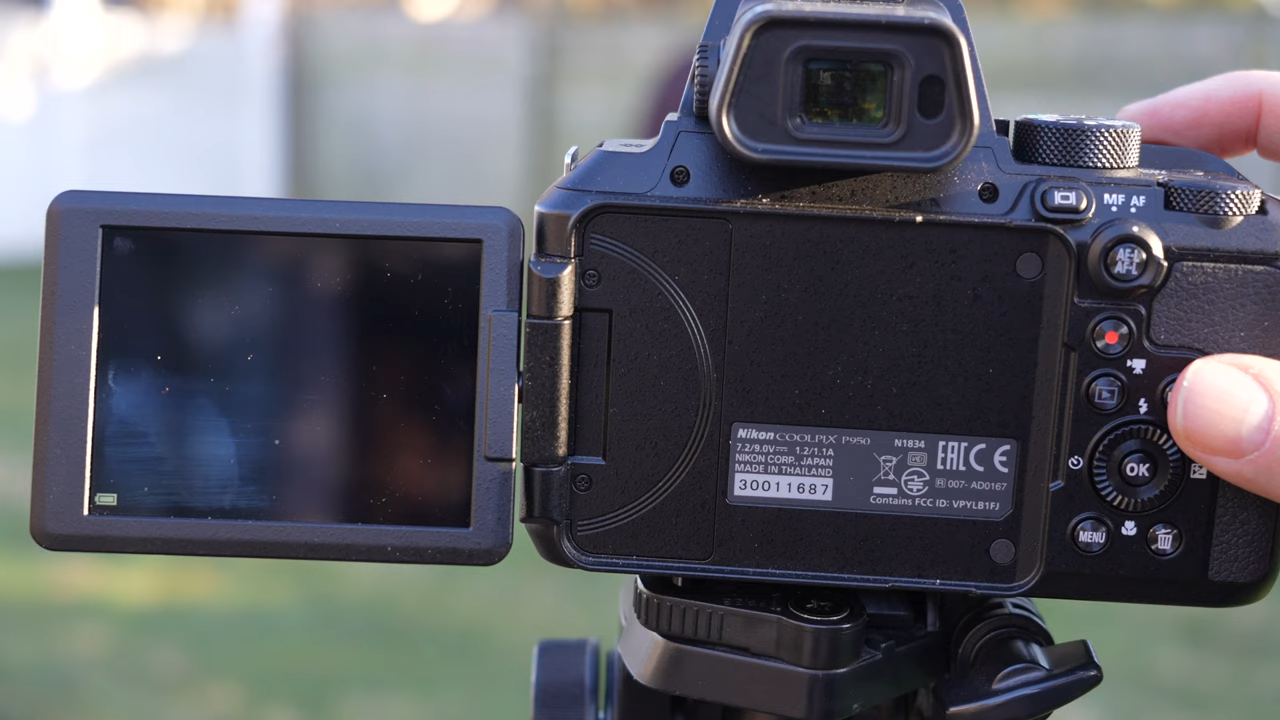 MF AF
AE-L
AF-L
Nikon COOLPIX P950 N1834
7.2/9.0V⎓ 1.2/1.1A
NIKON CORP. JAPAN
MADE IN THAILAND
30011687
EAC CE
R 007-AD0167
Contains FCC ID: VPYLB1FJ
OK
MENU